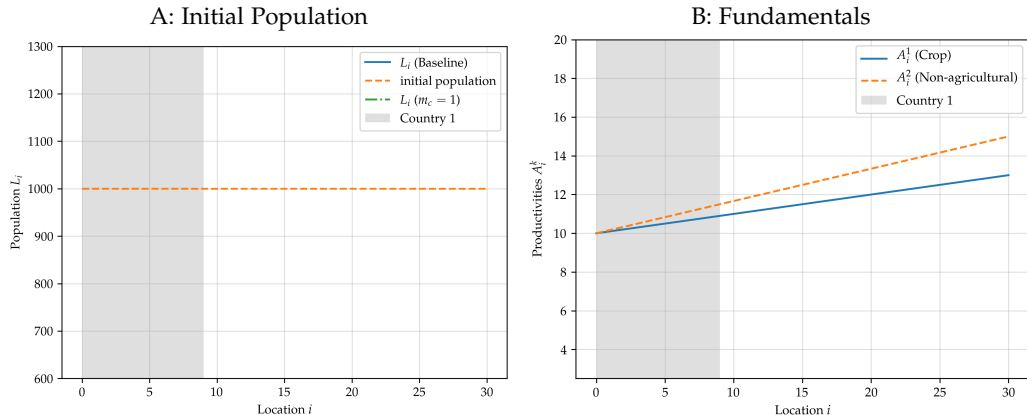 A: Initial Population
1300
1200
1100
1000
900
800
700
600
Population L_i
0 5 10 15 20 25 30
Location i
L_i (Baseline)
initial population
L_i (m_c = 1)
Country 1
B: Fundamentals
20
18
16
14
12
10
8
6
4
Productivities A_i^k
0 5 10 15 20 25 30
Location i
A_i^1 (Crop)
A_i^2 (Non-agricultural)
Country 1